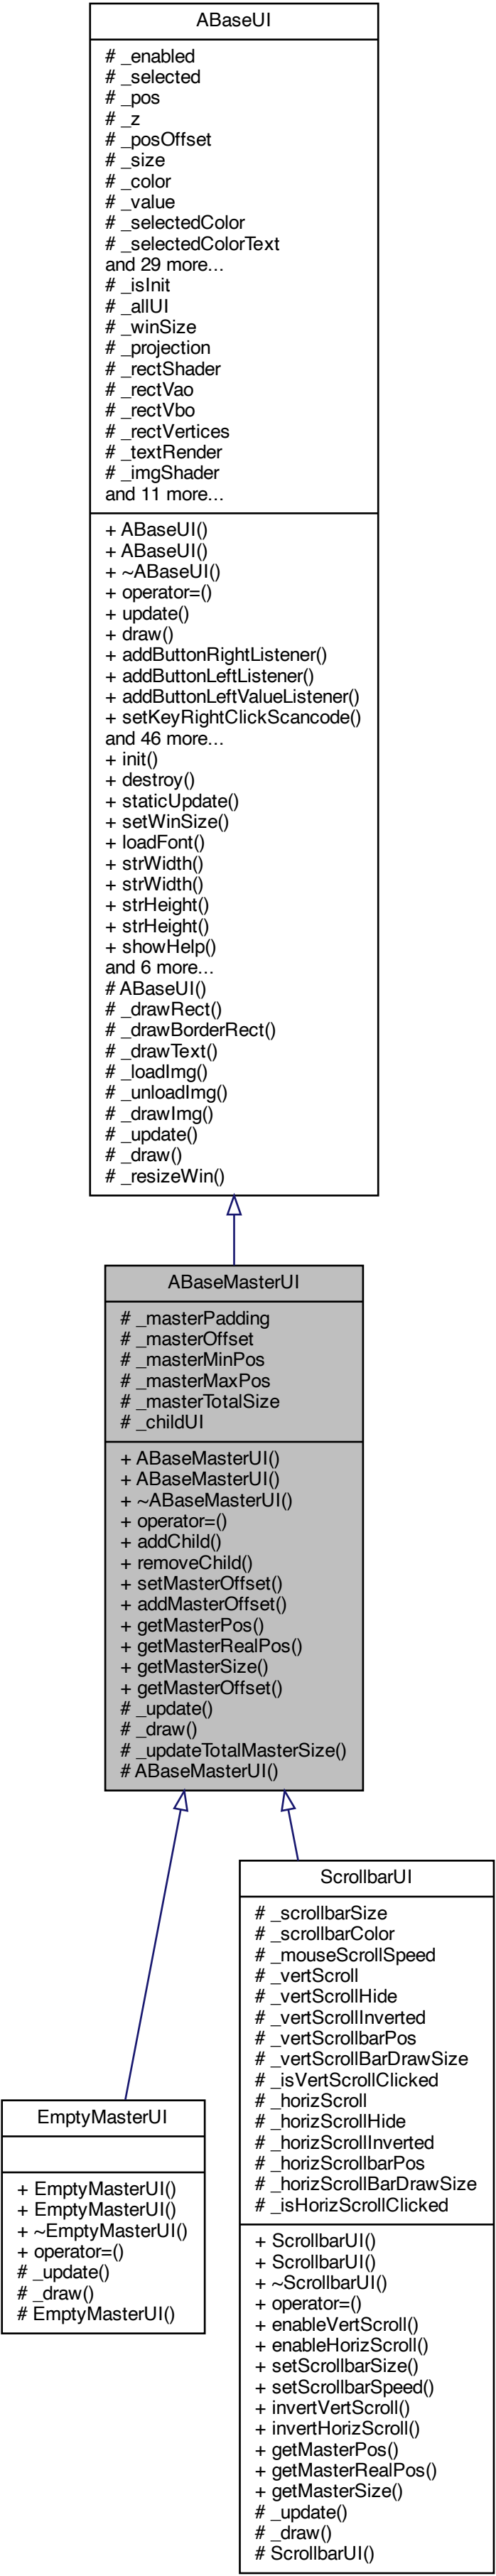 ABaseUI
# _enabled
# _selected
# _pos
# _z
# _posOffset
# _size
# _color
# _value
# _selectedColor
# _selectedColorText
and 29 more...
# _isInit
# _allUI
# _winSize
# _projection
# _rectShader
# _rectVao
# _rectVbo
# _rectVertices
# _textRender
# _imgShader
and 11 more...
+ ABaseUI()
+ ABaseUI()
+ ~ABaseUI()
+ operator=()
+ update()
+ draw()
+ addButtonRightListener()
+ addButtonLeftListener()
+ addButtonLeftValueListener()
+ setKeyRightClickScancode()
and 46 more...
+ init()
+ destroy()
+ staticUpdate()
+ setWinSize()
+ loadFont()
+ strWidth()
+ strWidth()
+ strHeight()
+ strHeight()
+ showHelp()
and 6 more...
# ABaseUI()
# _drawRect()
# _drawBorderRect()
# _drawText()
# _loadImg()
# _unloadImg()
# _drawImg()
# _update()
# _draw()
# _resizeWin()
ABaseMasterUI
# _masterPadding
# _masterOffset
# _masterMinPos
# _masterMaxPos
# _masterTotalSize
# _childUI
+ ABaseMasterUI()
+ ABaseMasterUI()
+ ~ABaseMasterUI()
+ operator=()
+ addChild()
+ removeChild()
+ setMasterOffset()
+ addMasterOffset()
+ getMasterPos()
+ getMasterRealPos()
+ getMasterSize()
+ getMasterOffset()
# _update()
# _draw()
# _updateTotalMasterSize()
# ABaseMasterUI()
EmptyMasterUI
+ EmptyMasterUI()
+ EmptyMasterUI()
+ ~EmptyMasterUI()
+ operator=()
# _update()
# _draw()
# EmptyMasterUI()
ScrollbarUI
# _scrollbarSize
# _scrollbarColor
# _mouseScrollSpeed
# _vertScroll
# _vertScrollHide
# _vertScrollInverted
# _vertScrollbarPos
# _vertScrollBarDrawSize
# _isVertScrollClicked
# _horizScroll
# _horizScrollHide
# _horizScrollInverted
# _horizScrollbarPos
# _horizScrollBarDrawSize
# _isHorizScrollClicked
+ ScrollbarUI()
+ ScrollbarUI()
+ ~ScrollbarUI()
+ operator=()
+ enableVertScroll()
+ enableHorizScroll()
+ setScrollbarSize()
+ setScrollbarSpeed()
+ invertVertScroll()
+ invertHorizScroll()
+ getMasterPos()
+ getMasterRealPos()
+ getMasterSize()
# _update()
# _draw()
# ScrollbarUI()